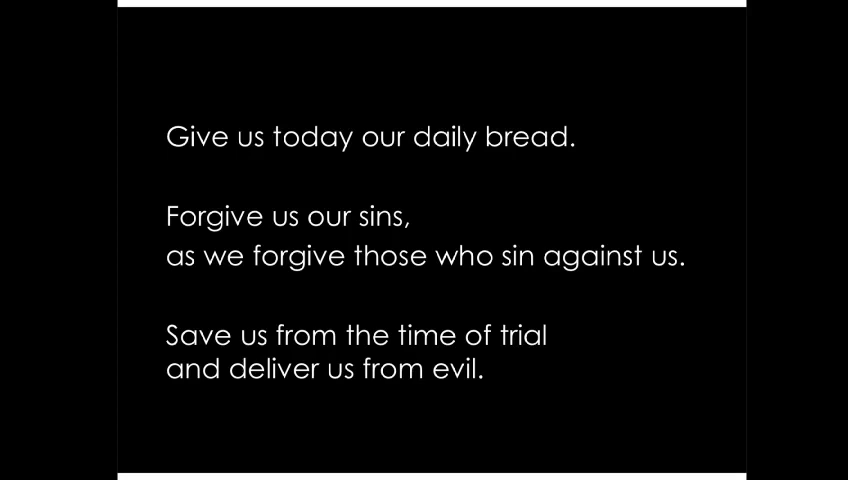 Give us today our daily bread.
Forgive us our sins,
as we forgive those who sin against us.
Save us from the time of trial
and deliver us from evil.